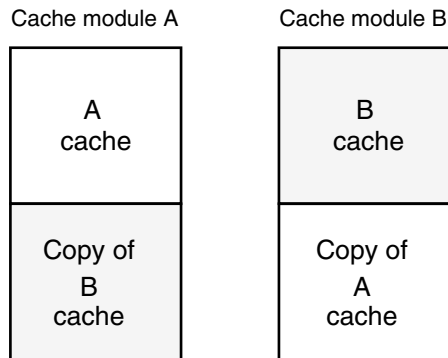 Cache module A
Cache module B
A
cache
B
cache
Copy of
B
cache
Copy of
A
cache